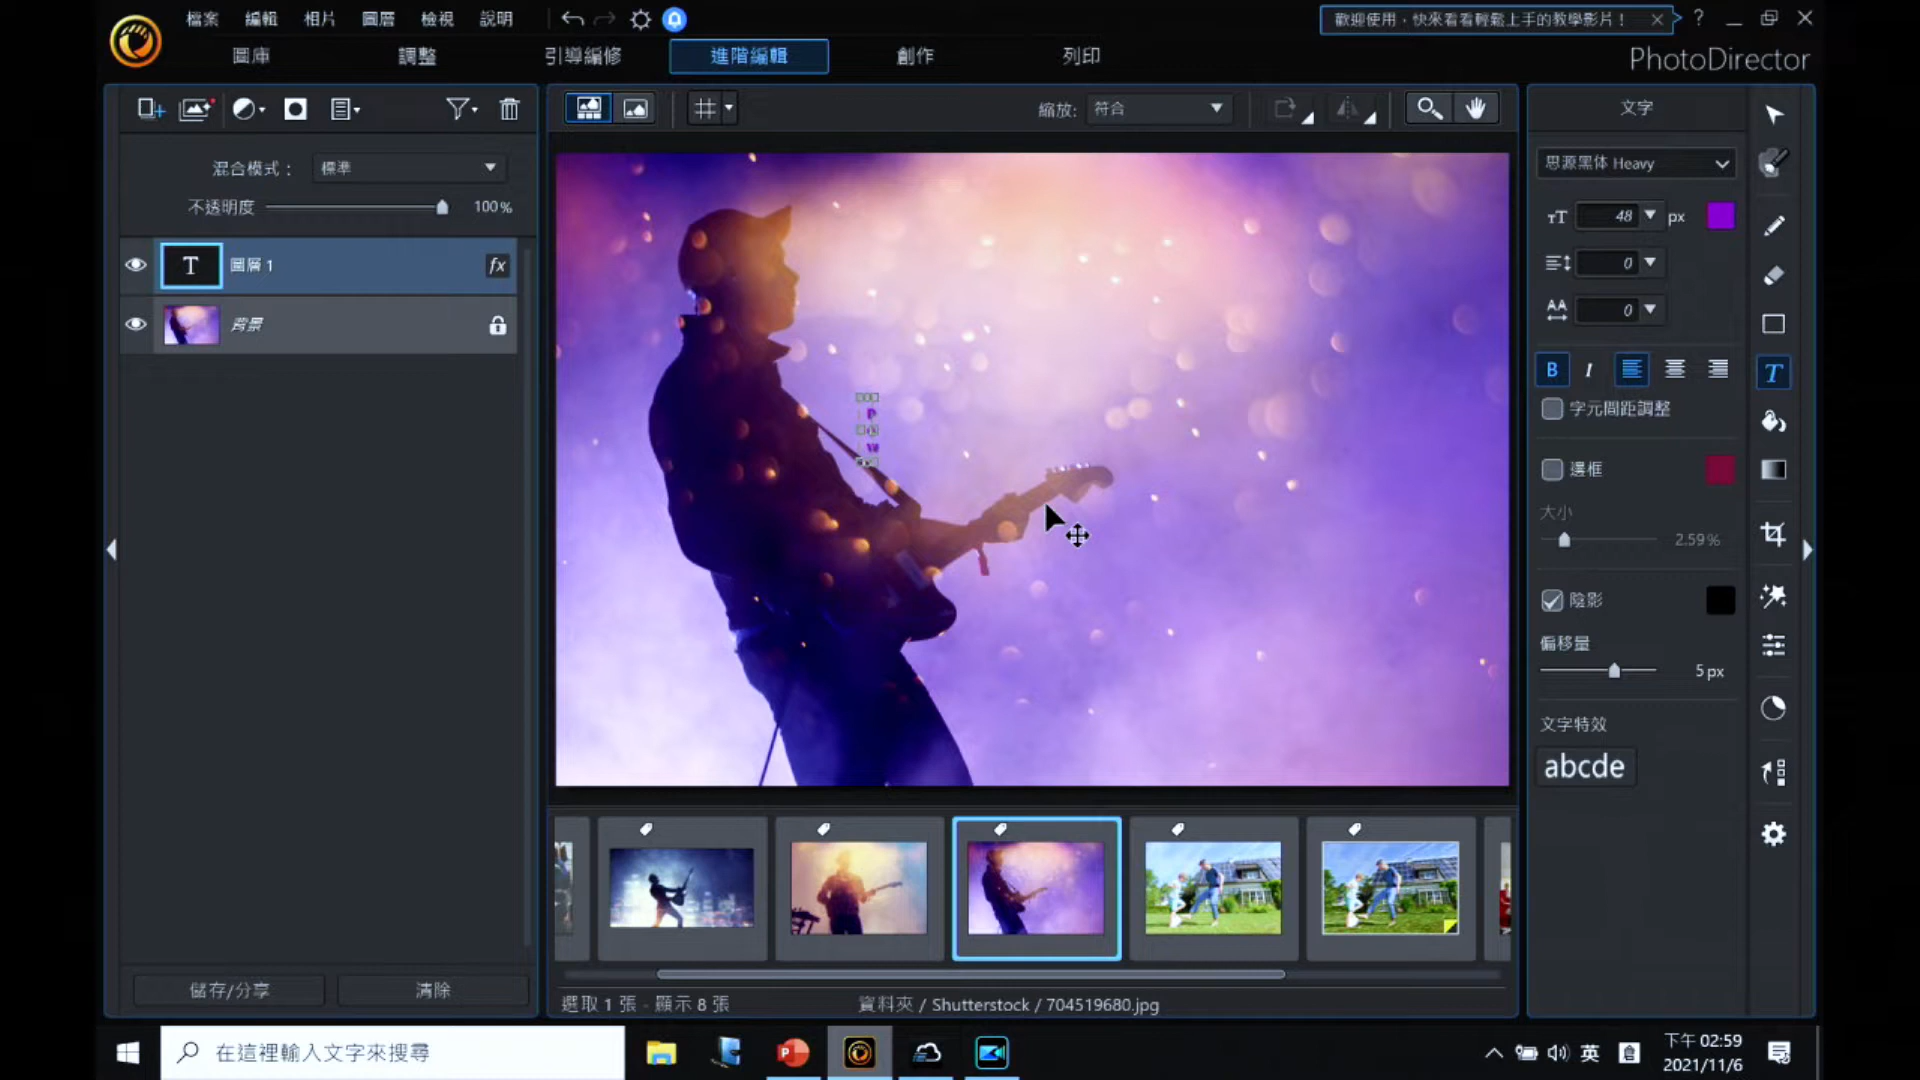 檔案 編輯 相片 圖層 檢視 說明
歡迎使用,快來看看輕鬆上手的教學影片!
?
圖庫 調整 引導編修 進階編輯 創作 列印
PhotoDirector
混合模式: 標準
不透明度 100%
T 圖層 1 fx
背景
儲存/分享 清除
縮放: 符合
文字
思源黑体 Heavy
TT 48 px
0
AA 0
B I
字元間距調整
邊框
大小
2.59%
陰影
偏移量
5 px
文字特效
abcde
T
選取 1 張 - 顯示 8 張
資料夾 / Shutterstock / 704519680.jpg
在這裡輸入文字來搜尋
英
下午 02:59
2021/11/6